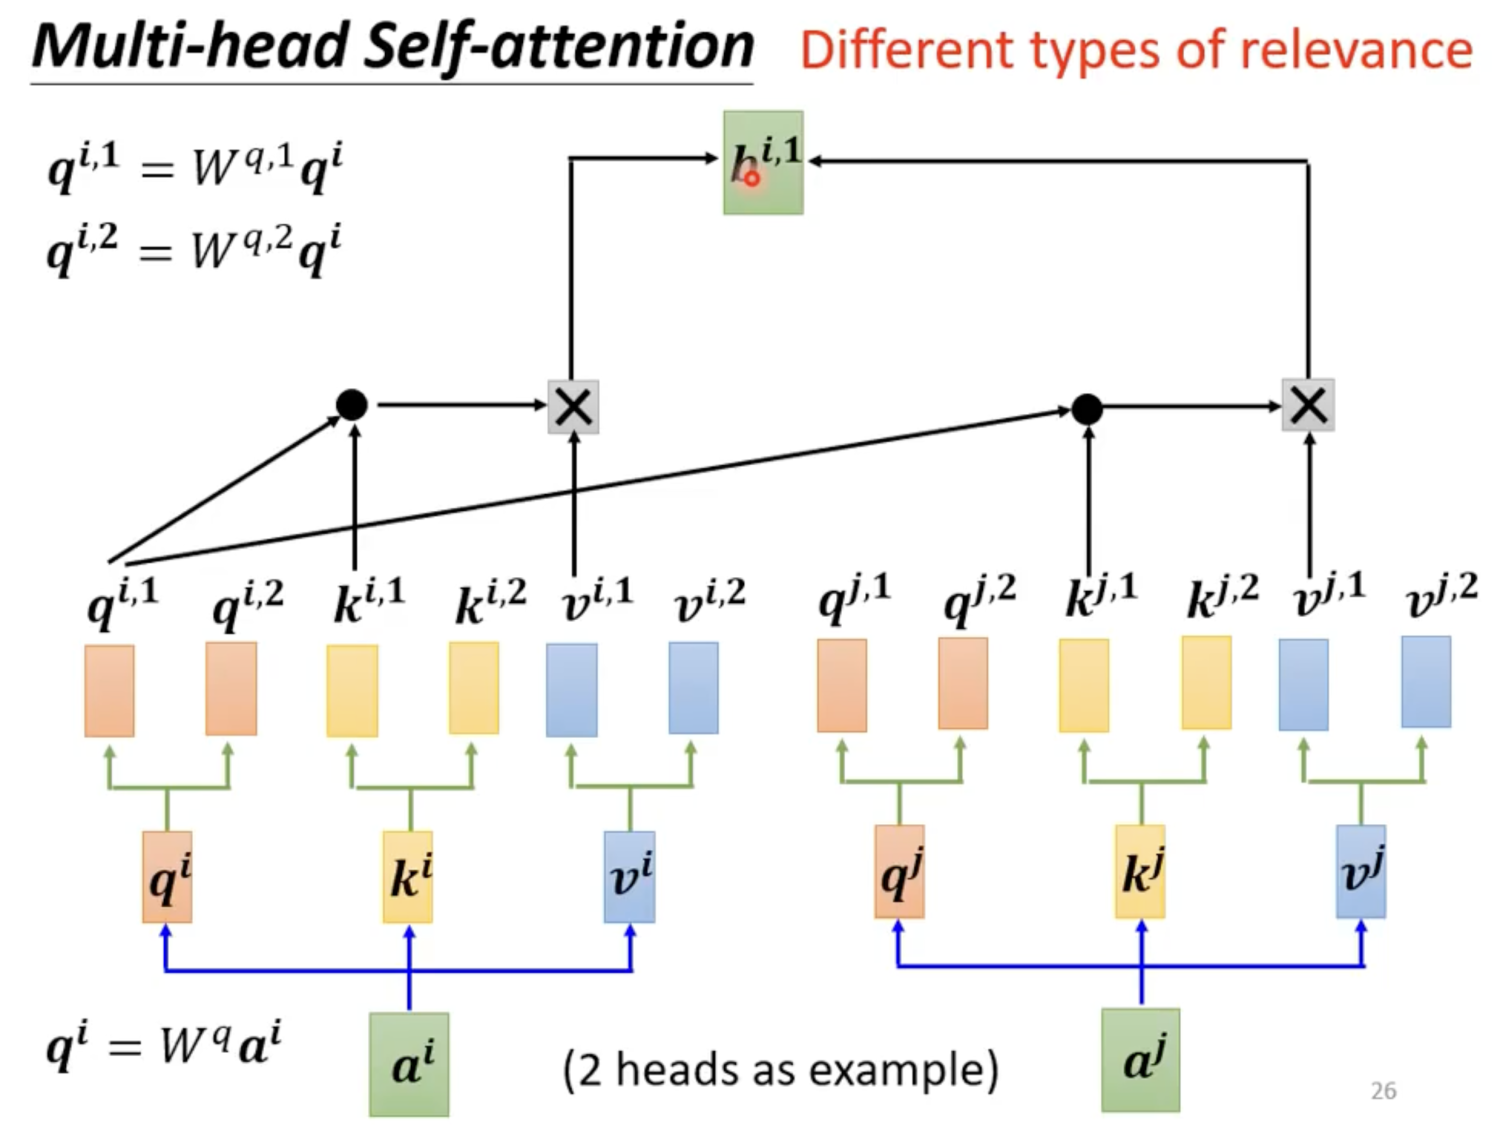 Multi-head Self-attention Different types of relevance
b^{i,1}
q^{i,1} = W^{q,1} q^i
q^{i,2} = W^{q,2} q^i
q^{i,1} q^{i,2} k^{i,1} k^{i,2} v^{i,1} v^{i,2} q^{j,1} q^{j,2} k^{j,1} k^{j,2} v^{j,1} v^{j,2}
q^i k^i v^i q^j k^j v^j
q^i = W^q a^i
a^i (2 heads as example) a^j
26